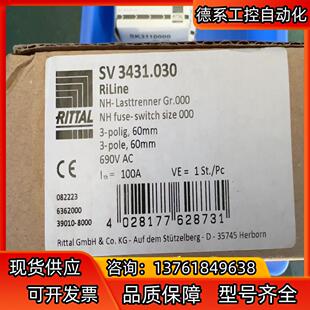 德系工控自动化
SK3110000
SV 3431.030
RiLine
NH-Lasttrenner Gr.000
NH fuse-switch size 000
3-polig, 60mm
3-pole, 60mm
690V AC
Iₙ = 100A VE = 1 St./Pc
RITTAL
CE
082223
6362000
39010-8000
4 028177 628731
Rittal GmbH & Co. KG - Auf dem Stützelberg - D - 35745 Herborn
现货供应 咨询：13761849638
可开发票 品质保障 型号齐全